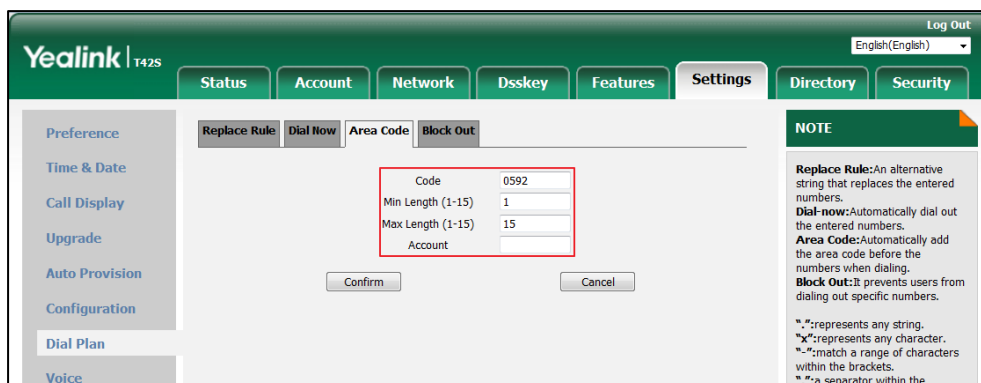 Log Out
Yealink T42S
English(English)
Status Account Network Dsskey Features Settings Directory Security
Preference
Time & Date
Call Display
Upgrade
Auto Provision
Configuration
Dial Plan
Voice
Replace Rule Dial Now Area Code Block Out
Code 0592
Min Length (1-15) 1
Max Length (1-15) 15
Account
Confirm Cancel
NOTE
Replace Rule:An alternative
string that replaces the entered
numbers.
Dial-now:Automatically dial out
the entered numbers.
Area Code:Automatically add
the area code before the
numbers when dialing.
Block Out:It prevents users from
dialing out specific numbers.
".":represents any string.
"x":represents any character.
"-":match a range of characters
within the brackets.
",":a separator within the